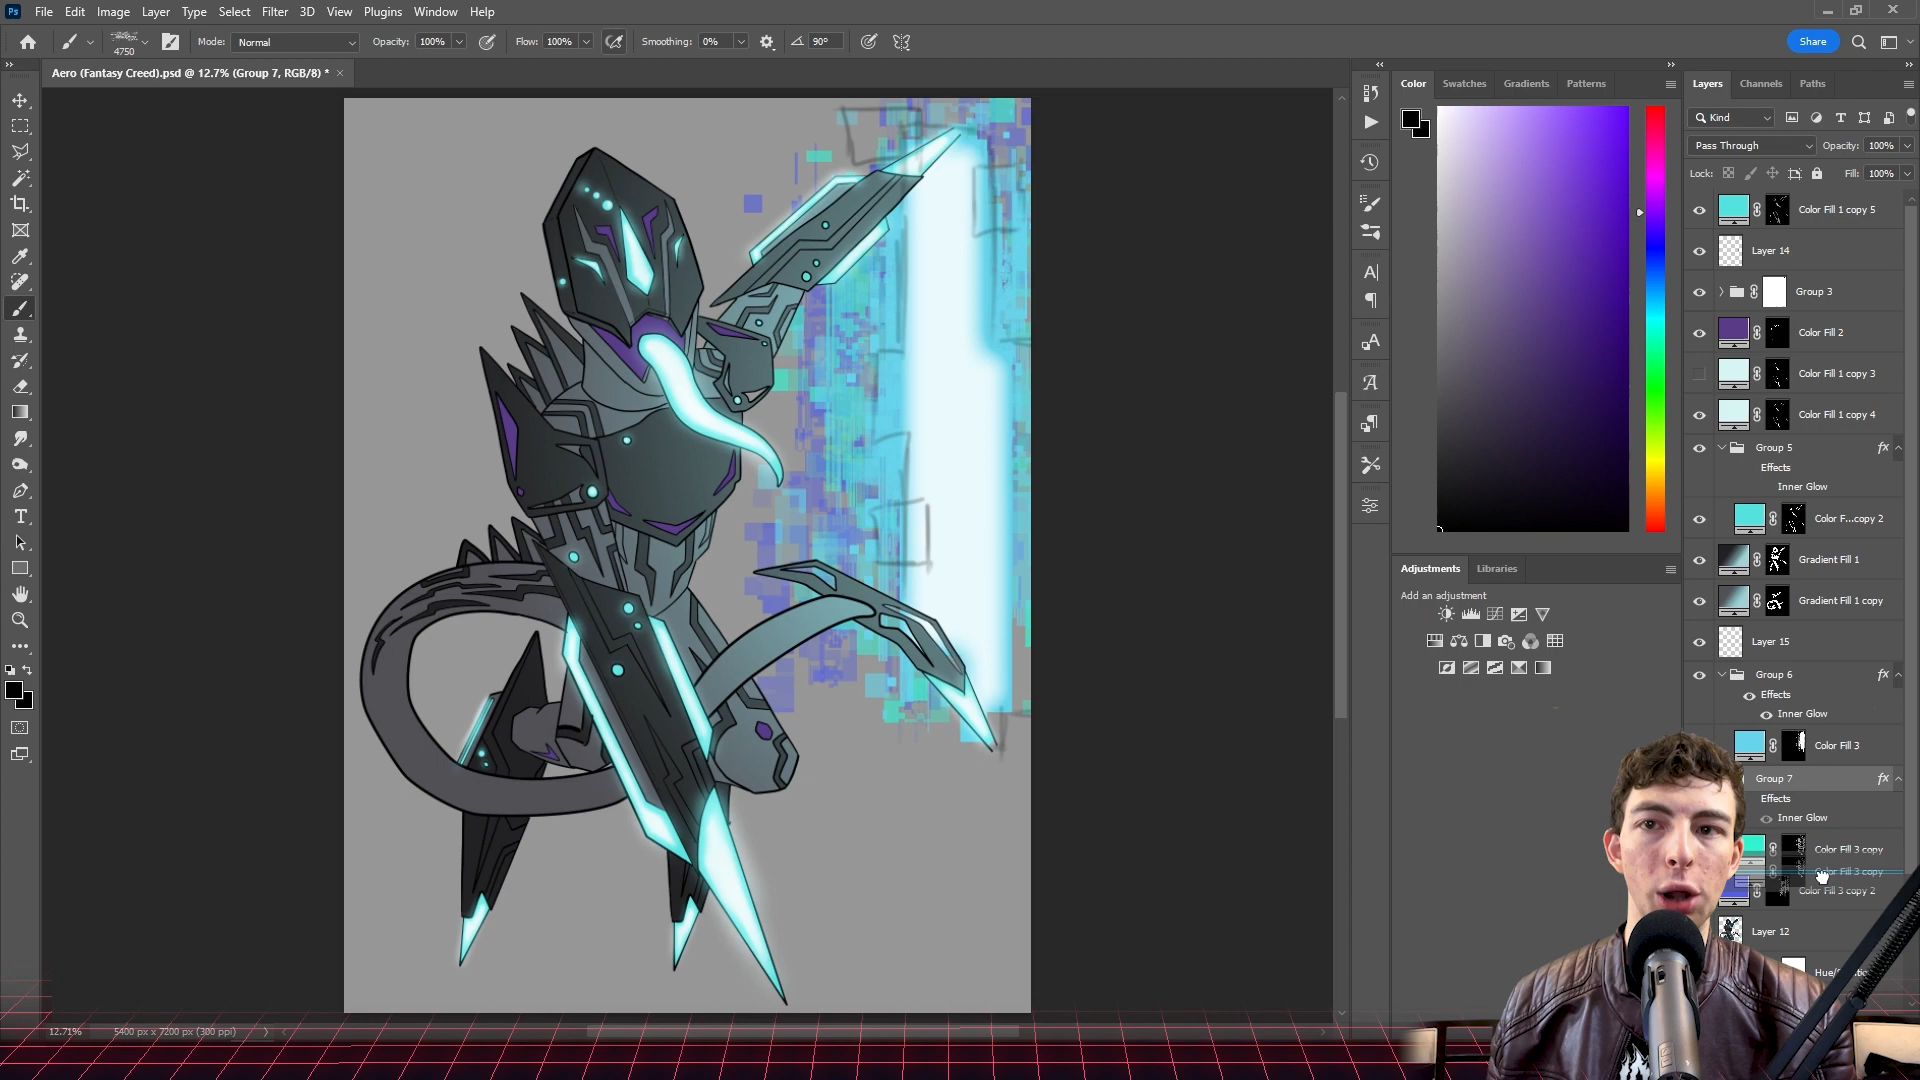 Ps File Edit Image Layer Type Select Filter 3D View Plugins Window Help
4750 Mode: Normal Opacity: 100% Flow: 100% Smoothing: 0% 90° Share
Aero (Fantasy Creed).psd @ 12.7% (Group 7, RGB/8) *
Color Swatches Gradients Patterns
Layers Channels Paths
Kind
Pass Through Opacity: 100%
Lock: Fill: 100%
Color Fill 1 copy 5
Layer 14
Group 3
Color Fill 2
Color Fill 1 copy 3
Color Fill 1 copy 4
Group 5 fx
Effects
Inner Glow
Color F...copy 2
Gradient Fill 1
Gradient Fill 1 copy
Layer 15
Group 6 fx
Effects
Inner Glow
Color Fill 3
Group 7 fx
Effects
Inner Glow
Color Fill 3 copy
Color Fill 3 copy
Color Fill 3 copy 2
Layer 12
Adjustments Libraries
Add an adjustment
12.71% 5400 px x 7200 px (300 ppi)